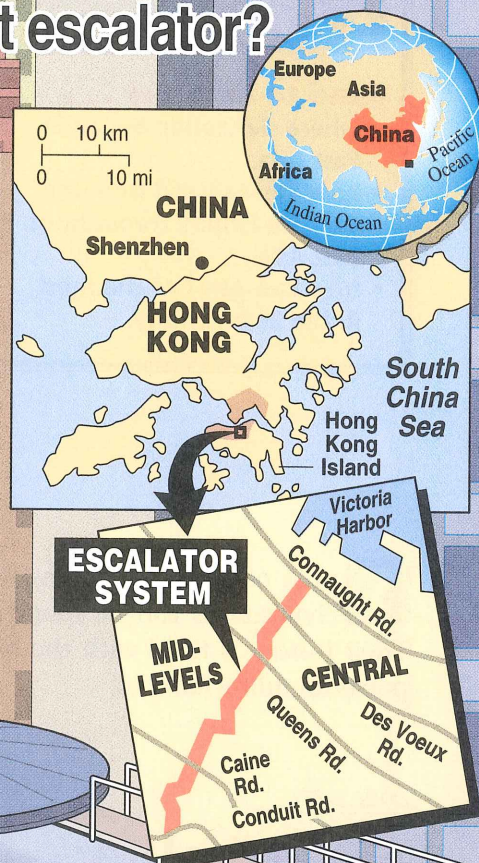 t escalator?
Europe
Asia
China
Pacific
Ocean
Africa
Indian Ocean
0 10 km
0 10 mi
CHINA
Shenzhen
HONG
KONG
South
China
Sea
Hong
Kong
Island
Victoria
Harbor
ESCALATOR
SYSTEM
Connaught Rd.
MID-
LEVELS
CENTRAL
Des Voeux
Rd.
Queens Rd.
Caine
Rd.
Conduit Rd.